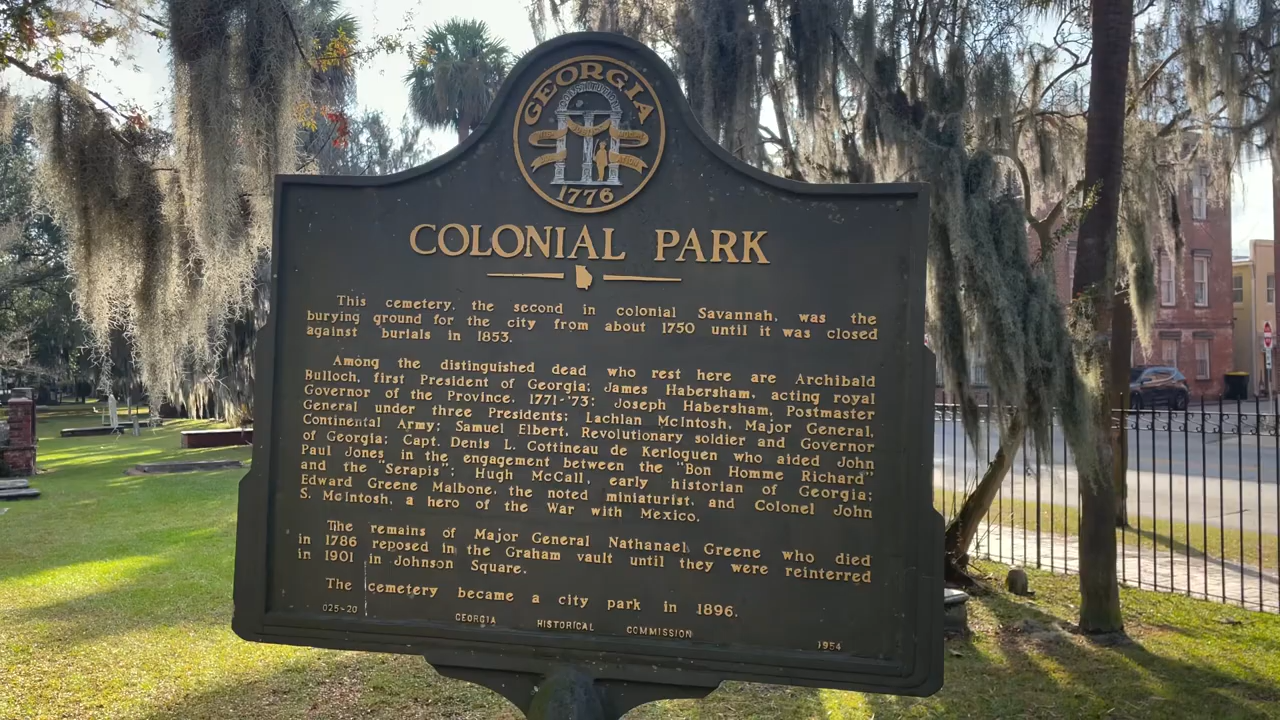 GEORGIA
CONSTITUTION
1776
COLONIAL PARK
This cemetery, the second in colonial Savannah, was the
burying ground for the city from about 1750 until it was closed
against burials in 1853.
Among the distinguished dead who rest here are Archibald
Bulloch, first President of Georgia; James Habersham, acting royal
Governor of the Province, 1771-'73; Joseph Habersham, Postmaster
General under three Presidents; Lachlan McIntosh, Major General,
Continental Army; Samuel Elbert, Revolutionary soldier and Governor
of Georgia; Capt. Denis L. Cottineau de Kerloguen who aided John
Paul Jones in the engagement between the "Bon Homme Richard"
and the "Serapis"; Hugh McCall, early historian of Georgia;
Edward Greene Malbone, the noted miniaturist, and Colonel John
S. McIntosh, a hero of the War with Mexico.
The remains of Major General Nathanael Greene who died
in 1786 reposed in the Graham vault until they were reinterred
in 1901 in Johnson Square.
The cemetery became a city park in 1896.
025-20 GEORGIA HISTORICAL COMMISSION 1954